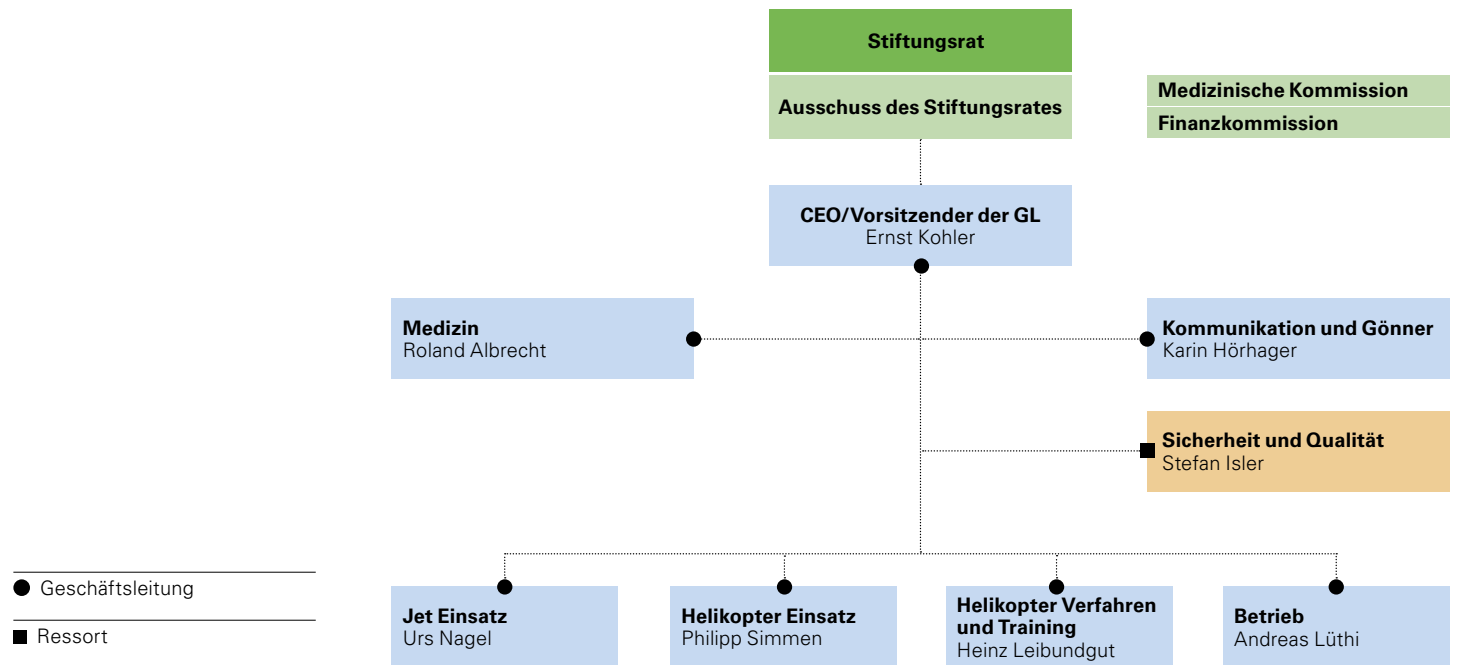 Stiftungsrat
Ausschuss des Stiftungsrates
Medizinische Kommission
Finanzkommission
CEO/Vorsitzender der GL
Ernst Kohler
Medizin
Roland Albrecht
Kommunikation und Gönner
Karin Hörhager
Sicherheit und Qualität
Stefan Isler
Geschäftsleitung
Ressort
Jet Einsatz
Urs Nagel
Helikopter Einsatz
Philipp Simmen
Helikopter Verfahren
und Training
Heinz Leibundgut
Betrieb
Andreas Lüthi